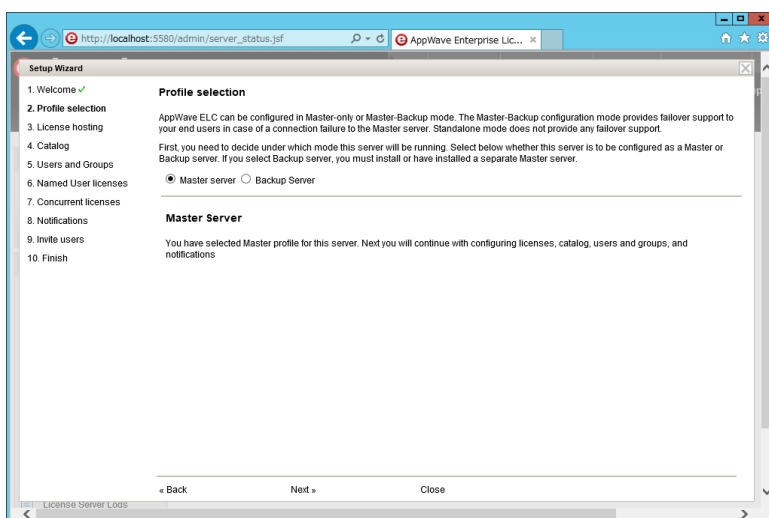 http://localhost:5580/admin/server_status.jsf
AppWave Enterprise Lic...
Setup Wizard
1. Welcome
2. Profile selection
3. License hosting
4. Catalog
5. Users and Groups
6. Named User licenses
7. Concurrent licenses
8. Notifications
9. Invite users
10. Finish
Profile selection
AppWave ELC can be configured in Master-only or Master-Backup mode. The Master-Backup configuration mode provides failover support to
your end users in case of a connection failure to the Master server. Standalone mode does not provide any failover support.
First, you need to decide under which mode this server will be running. Select below whether this server is to be configured as a Master or
Backup server. If you select Backup server, you must install or have installed a separate Master server.
Master server Backup Server
Master Server
You have selected Master profile for this server. Next you will continue with configuring licenses, catalog, users and groups, and
notifications
« Back Next » Close
License Server Logs